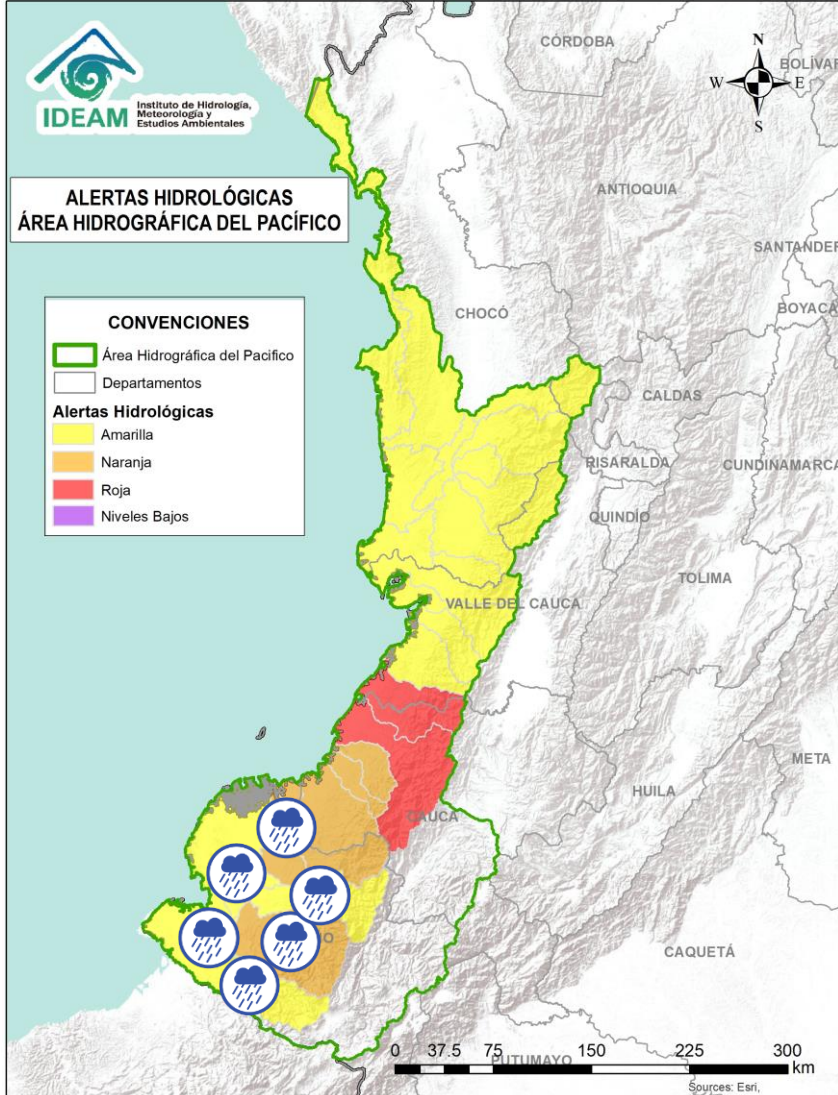 IDEAM
Instituto de Hidrología,
Meteorología y
Estudios Ambientales
ALERTAS HIDROLÓGICAS
ÁREA HIDROGRÁFICA DEL PACÍFICO
CONVENCIONES
Área Hidrográfica del Pacifico
Departamentos
Alertas Hidrológicas
Amarilla
Naranja
Roja
Niveles Bajos
N
W
E
S
CÓRDOBA
BOLÍVAR
ANTIOQUIA
SANTANDER
BOYACÁ
CHOCÓ
CALDAS
RISARALDA
CUNDINAMARCA
QUINDÍO
TOLIMA
VALLE DEL CAUCA
META
HUILA
CAUCA
CAQUETÁ
PUTUMAYO
0 37.5 75 150 225 300
km
Sources: Esri,